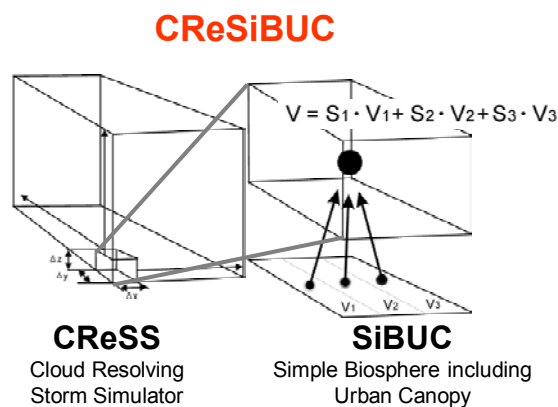 CReSiBUC
V = S₁ · V₁ + S₂ · V₂ + S₃ · V₃
Δz
Δy
Δx
V₁ V₂ V₃
CReSS
Cloud Resolving
Storm Simulator
SiBUC
Simple Biosphere including
Urban Canopy